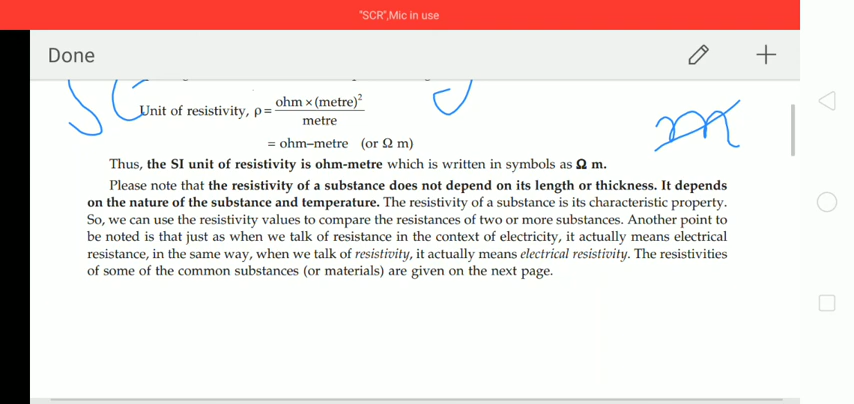 "SCR",Mic in use
Done
Unit of resistivity, ρ = ohm × (metre)² / metre
= ohm–metre (or Ω m)
Thus, the SI unit of resistivity is ohm-metre which is written in symbols as Ω m.
Please note that the resistivity of a substance does not depend on its length or thickness. It depends
on the nature of the substance and temperature. The resistivity of a substance is its characteristic property.
So, we can use the resistivity values to compare the resistances of two or more substances. Another point to
be noted is that just as when we talk of resistance in the context of electricity, it actually means electrical
resistance, in the same way, when we talk of resistivity, it actually means electrical resistivity. The resistivities
of some of the common substances (or materials) are given on the next page.